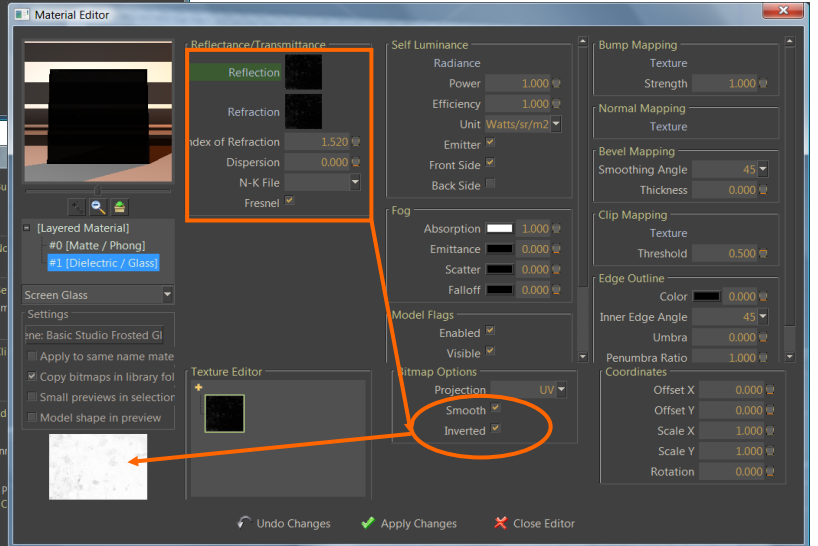 Material Editor
Reflectance/Transmittance
Reflection
Refraction
ndex of Refraction 1.520
Dispersion 0.000
N-K File
Fresnel
[Layered Material]
#0 [Matte / Phong]
#1 [Dielectric / Glass]
Screen Glass
Settings
ene: Basic Studio Frosted Gl
Apply to same name mate
Copy bitmaps in library fol
Small previews in selection
Model shape in preview
Texture Editor
Self Luminance
Radiance
Power 1.000
Efficiency 1.000
Unit Watts/sr/m2
Emitter
Front Side
Back Side
Fog
Absorption 1.000
Emittance 0.000
Scatter 0.000
Falloff 0.000
Model Flags
Enabled
Visible
Bitmap Options
Projection UV
Smooth
Inverted
Bump Mapping
Texture
Strength 1.000
Normal Mapping
Texture
Bevel Mapping
Smoothing Angle 45
Thickness 0.000
Clip Mapping
Texture
Threshold 0.500
Edge Outline
Color 0.000
Inner Edge Angle 45
Umbra 0.000
Penumbra Ratio 1.000
Coordinates
Offset X 0.000
Offset Y 0.000
Scale X 1.000
Scale Y 1.000
Rotation 0.000
Undo Changes Apply Changes Close Editor